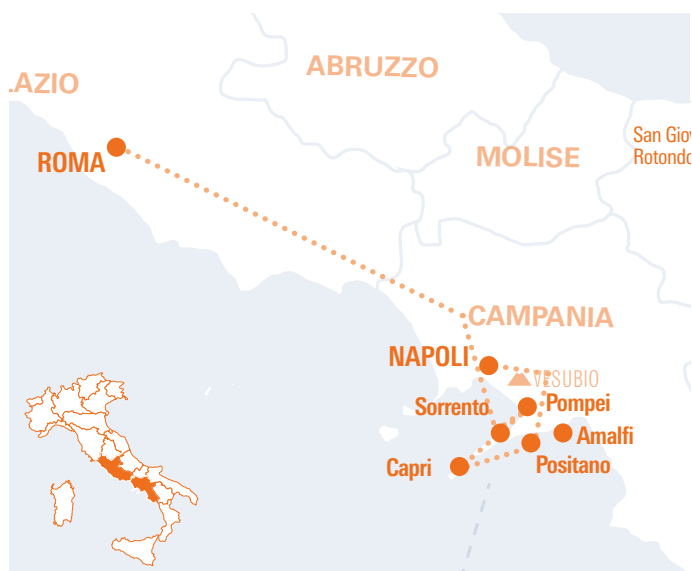 ABRUZZO
LAZIO
San Giov
Rotondo
ROMA
MOLISE
CAMPANIA
NAPOLI
VESUBIO
Sorrento
Pompei
Amalfi
Capri
Positano